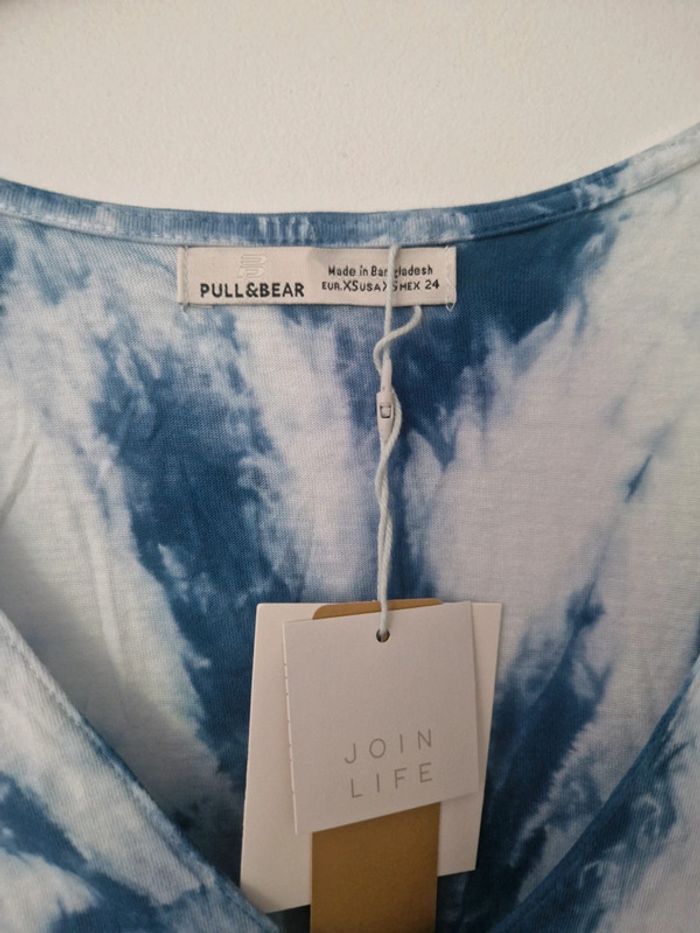 PULL&BEAR
Made in Bangladesh
EUR.XS USA XS MEX 24
JOIN
LIFE